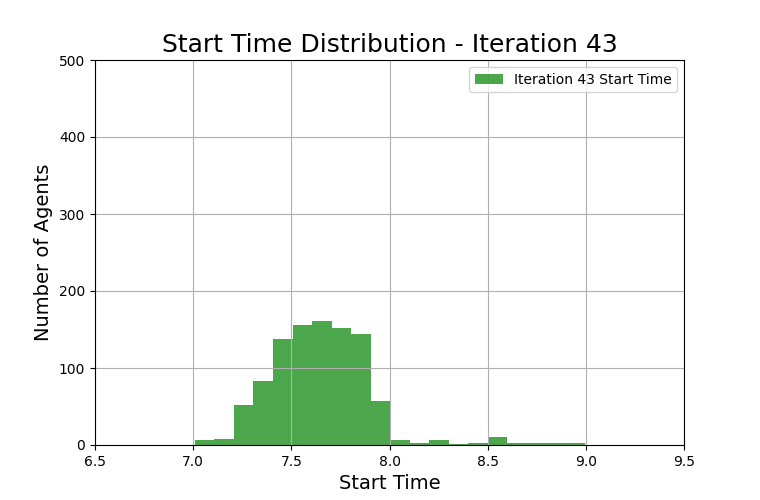 Start Time Distribution - Iteration 43
Iteration 43 Start Time
Number of Agents
500
400
300
200
100
0
6.5 7.0 7.5 8.0 8.5 9.0 9.5
Start Time